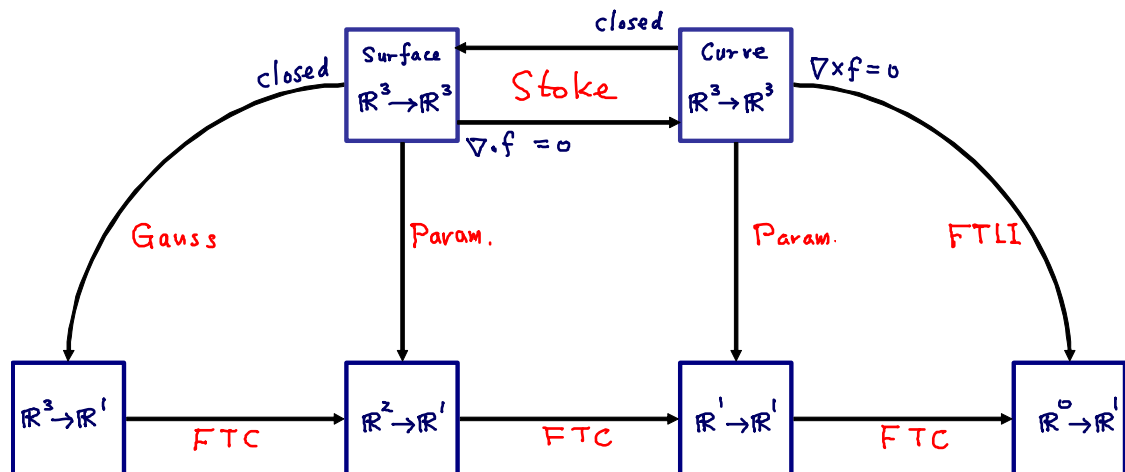 closed
Surface
Curve
∇×f=0
closed
ℝ³→ℝ³
Stoke
ℝ³→ℝ³
∇·f =0
Gauss
Param.
Param.
FTLI
ℝ³→ℝ¹
ℝ²→ℝ¹
ℝ¹→ℝ¹
ℝ⁰→ℝ¹
FTC
FTC
FTC